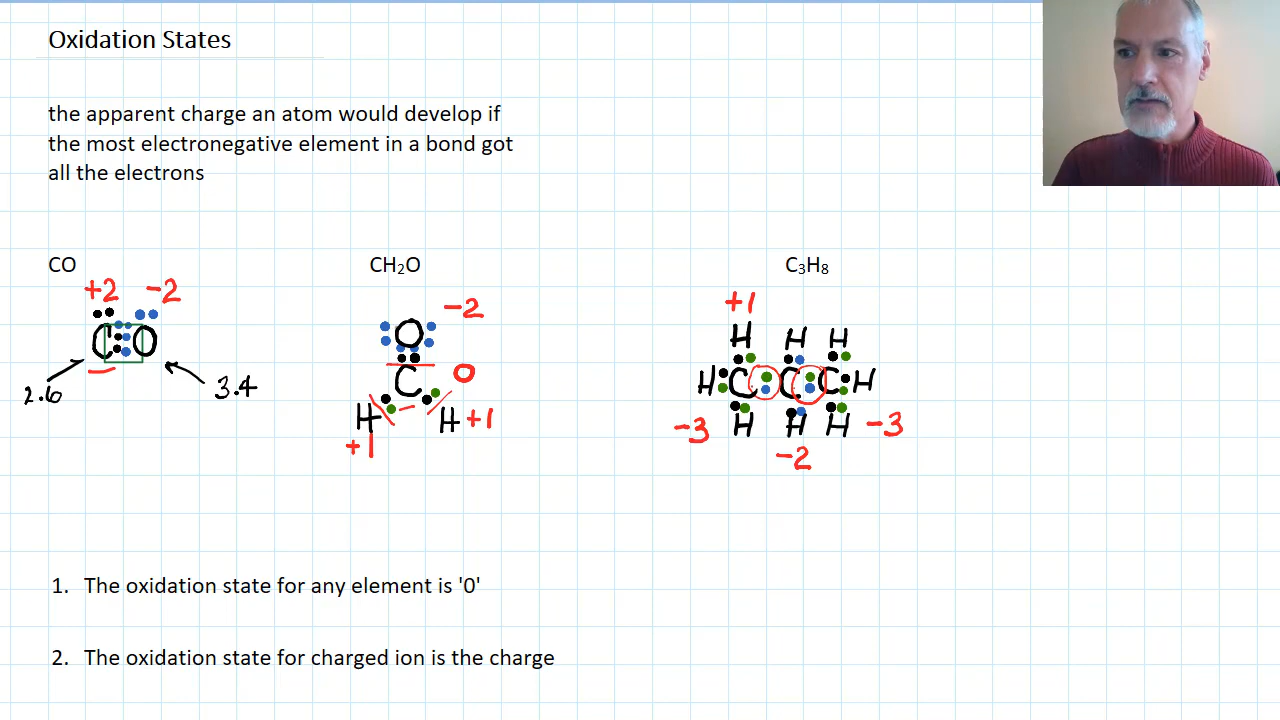 Oxidation States
the apparent charge an atom would develop if
the most electronegative element in a bond got
all the electrons
CO
+2 -2
C O
2.6
3.4
CH₂O
-2
O
C 0
H H +1
+1
C₃H₈
+1
H H H
H C C C H
-3 H H H -3
-2
1. The oxidation state for any element is '0'
2. The oxidation state for charged ion is the charge